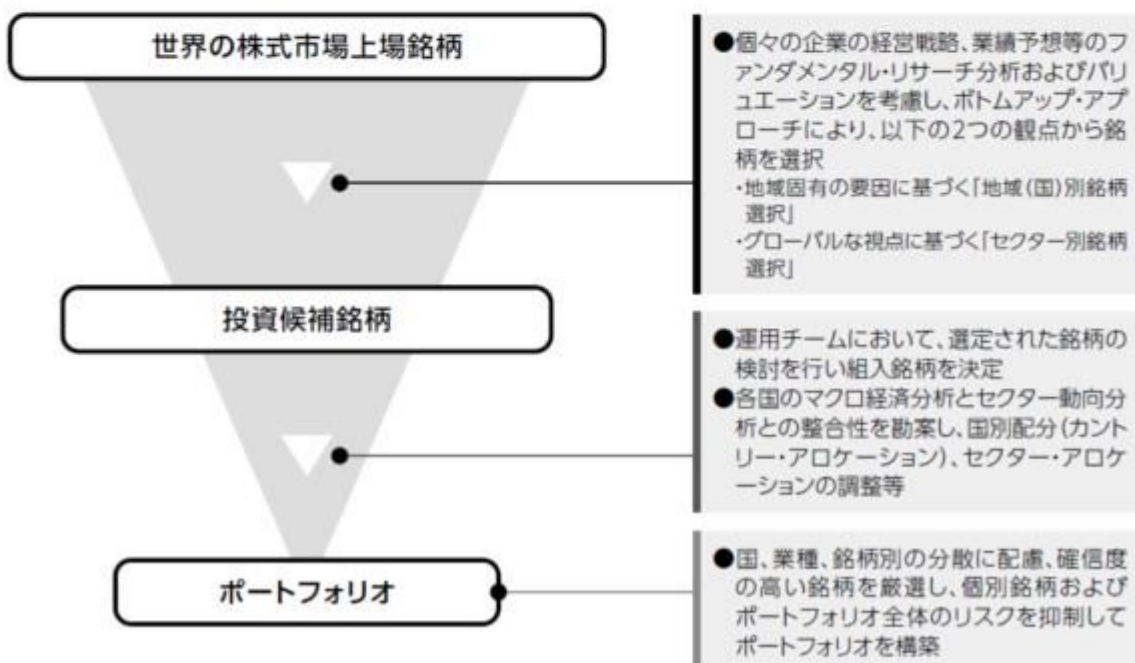 世界の株式市場上場銘柄
●個々の企業の経営戦略、業績予想等のフ
ァンダメンタル・リサーチ分析およびバリ
ュエーションを考慮し、ボトムアップ・アプ
ローチにより、以下の2つの観点から銘
柄を選択
・地域固有の要因に基づく「地域(国)別銘柄
選択」
・グローバルな視点に基づく「セクター別銘柄
選択」
投資候補銘柄
●運用チームにおいて、選定された銘柄の
検討を行い組入銘柄を決定
●各国のマクロ経済分析とセクター動向分
析との整合性を勘案し、国別配分(カント
リー・アロケーション)、セクター・アロケ
ーションの調整等
ポートフォリオ
●国、業種、銘柄別の分散に配慮、確信度
の高い銘柄を厳選し、個別銘柄および
ポートフォリオ全体のリスクを抑制して
ポートフォリオを構築